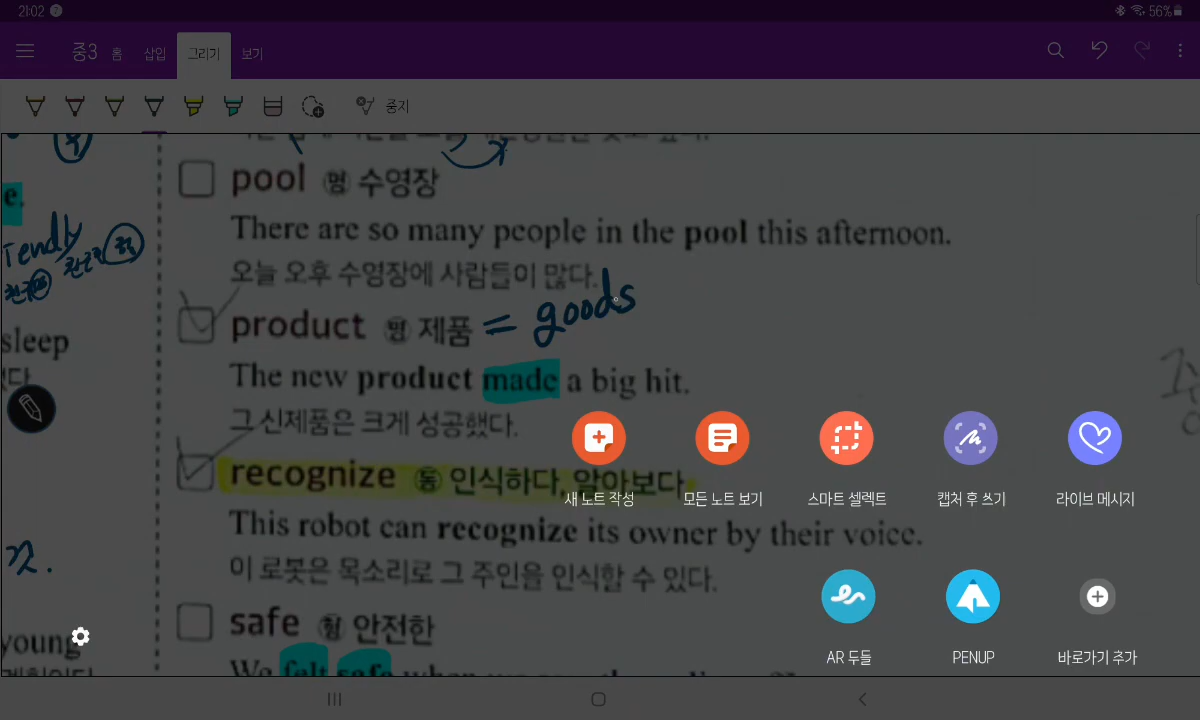 21:02
56%
중3 홈 삽입 그리기 보기
중지
pool 명 수영장
There are so many people in the pool this afternoon.
오늘 오후 수영장에 사람들이 많다.
product 명 제품 = goods
The new product made a big hit.
그 신제품은 크게 성공했다.
recognize 동 인식하다, 알아보다
This robot can recognize its owner by their voice.
이 로봇은 목소리로 그 주인을 인식할 수 있다.
safe 형 안전한
We felt safe when we
e.
sleep
young
새 노트 작성
모든 노트 보기
스마트 셀렉트
캡처 후 쓰기
라이브 메시지
AR 두들
PENUP
바로가기 추가